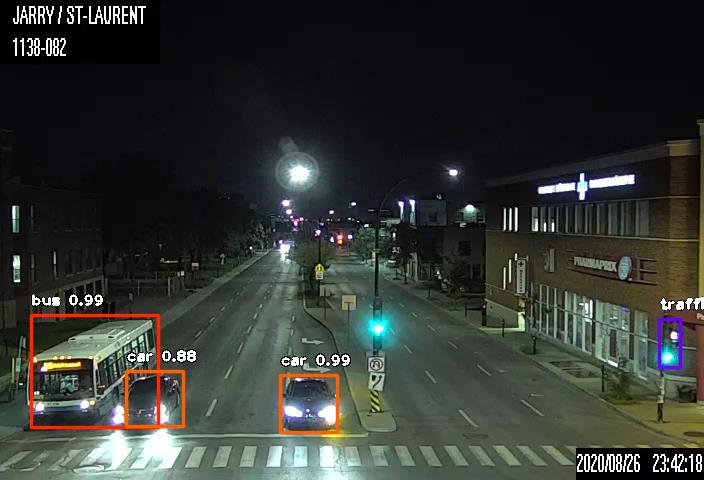 JARRY / ST-LAURENT
1138-082
bus 0.99
car 0.88
car 0.99
traff
PHARMAPRIX
2020/08/26 23:42:18